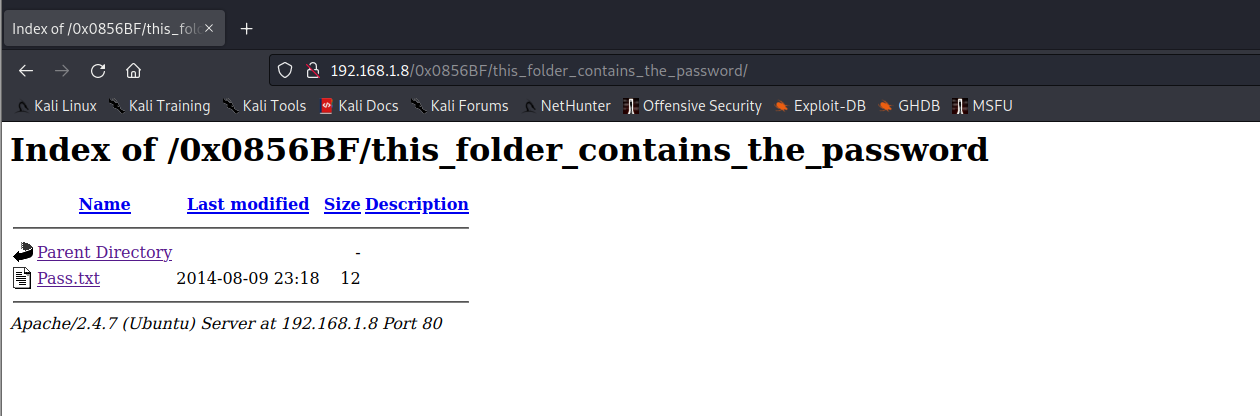 Index of /0x0856BF/this_fol
192.168.1.8/0x0856BF/this_folder_contains_the_password/
Kali Linux Kali Training Kali Tools Kali Docs Kali Forums NetHunter Offensive Security Exploit-DB GHDB MSFU
Index of /0x0856BF/this_folder_contains_the_password
Name Last modified Size Description
Parent Directory -
Pass.txt 2014-08-09 23:18 12
Apache/2.4.7 (Ubuntu) Server at 192.168.1.8 Port 80